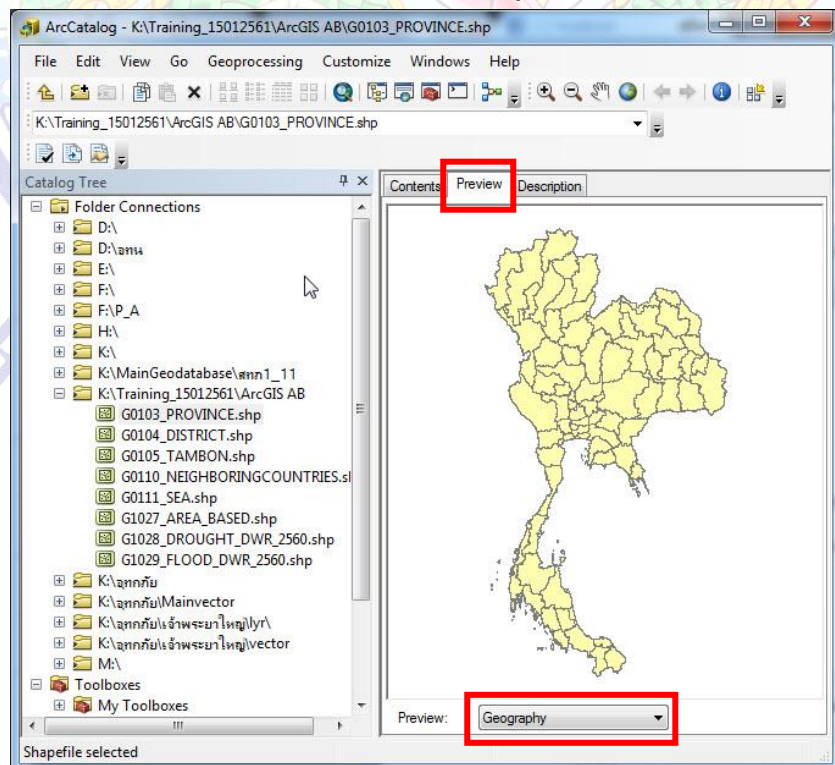 ArcCatalog - K:\Training_15012561\ArcGIS AB\G0103_PROVINCE.shp
File Edit View Go Geoprocessing Customize Windows Help
K:\Training_15012561\ArcGIS AB\G0103_PROVINCE.shp
Catalog Tree
Contents Preview Description
Folder Connections
D:\
D:\อทน
E:\
F:\
F:\P_A
H:\
K:\
K:\MainGeodatabase\สทภ1_11
K:\Training_15012561\ArcGIS AB
G0103_PROVINCE.shp
G0104_DISTRICT.shp
G0105_TAMBON.shp
G0110_NEIGHBORINGCOUNTRIES.sl
G0111_SEA.shp
G1027_AREA_BASED.shp
G1028_DROUGHT_DWR_2560.shp
G1029_FLOOD_DWR_2560.shp
K:\อุทกภัย
K:\อุทกภัย\Mainvector
K:\อุทกภัย\เจ้าพระยาใหญ่\lyr\
K:\อุทกภัย\เจ้าพระยาใหญ่\vector
M:\
Toolboxes
My Toolboxes
Preview: Geography
Shapefile selected